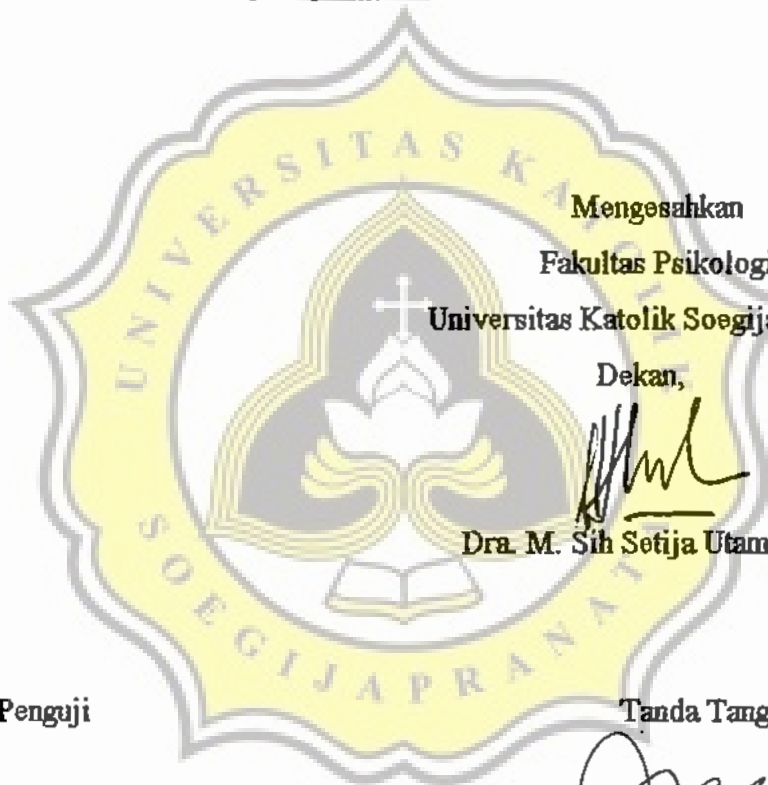 UNIVERSITAS KATOLIK
Mengesahkan
Fakultas Psikologi
Universitas Katolik Soegija
Dekan,
Dra. M. Sih Setija Utam
SOEGIJAPRANATA
Penguji
Tanda Tang